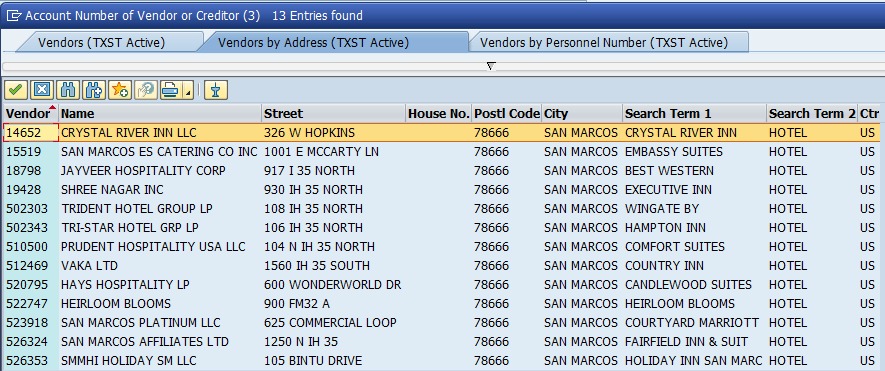 Account Number of Vendor or Creditor (3) 13 Entries found
Vendors (TXST Active) Vendors by Address (TXST Active) Vendors by Personnel Number (TXST Active)
Vendor Name Street House No. Postl Code City Search Term 1 Search Term 2 Ctr
14652 CRYSTAL RIVER INN LLC 326 W HOPKINS 78666 SAN MARCOS CRYSTAL RIVER INN HOTEL US
15519 SAN MARCOS ES CATERING CO INC 1001 E MCCARTY LN 78666 SAN MARCOS EMBASSY SUITES HOTEL US
18798 JAYVEER HOSPITALITY CORP 917 I 35 NORTH 78666 SAN MARCOS BEST WESTERN HOTEL US
19428 SHREE NAGAR INC 930 IH 35 NORTH 78666 SAN MARCOS EXECUTIVE INN HOTEL US
502303 TRIDENT HOTEL GROUP LP 108 IH 35 NORTH 78666 SAN MARCOS WINGATE BY HOTEL US
502343 TRI-STAR HOTEL GRP LP 106 IH 35 NORTH 78666 SAN MARCOS HAMPTON INN HOTEL US
510500 PRUDENT HOSPITALITY USA LLC 104 N IH 35 NORTH 78666 SAN MARCOS COMFORT SUITES HOTEL US
512469 VAKA LTD 1560 IH 35 SOUTH 78666 SAN MARCOS COUNTRY INN HOTEL US
520795 HAYS HOSPITALITY LP 600 WONDERWORLD DR 78666 SAN MARCOS CANDLEWOOD SUITES HOTEL US
522747 HEIRLOOM BLOOMS 900 FM32 A 78666 SAN MARCOS HEIRLOOM BLOOMS HOTEL US
523918 SAN MARCOS PLATINUM LLC 625 COMMERCIAL LOOP 78666 SAN MARCOS COURTYARD MARRIOTT HOTEL US
526324 SAN MARCOS AFFILIATES LTD 1250 N IH 35 78666 SAN MARCOS FAIRFIELD INN & SUIT HOTEL US
526353 SMMHI HOLIDAY SM LLC 105 BINTU DRIVE 78666 SAN MARCOS HOLIDAY INN SAN MARC HOTEL US